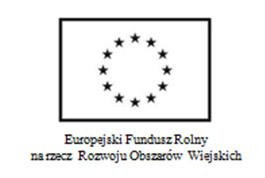 Europejski Fundusz Rolny
na rzecz Rozwoju Obszarów Wiejskich